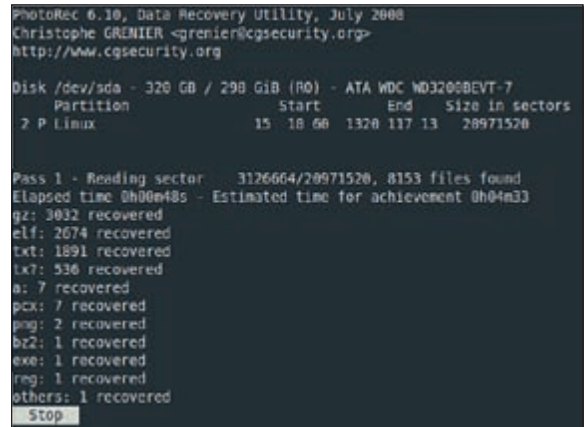 PhotoRec 6.10, Data Recovery Utility, July 2008
Christophe GRENIER <grenier@cgsecurity.org>
http://www.cgsecurity.org
Disk /dev/sda - 320 GB / 298 GiB (RO) - ATA WDC WD3200BEVT-7
Partition Start End Size in sectors
2 P Linux 15 18 60 1320 117 13 20971520
Pass 1 - Reading sector 3126664/20971520, 8153 files found
Elapsed time 0h00m48s - Estimated time for achievement 0h04m33
gz: 3032 recovered
elf: 2674 recovered
txt: 1891 recovered
tx?: 536 recovered
a: 7 recovered
pcx: 7 recovered
png: 2 recovered
bz2: 1 recovered
exe: 1 recovered
reg: 1 recovered
others: 1 recovered
Stop